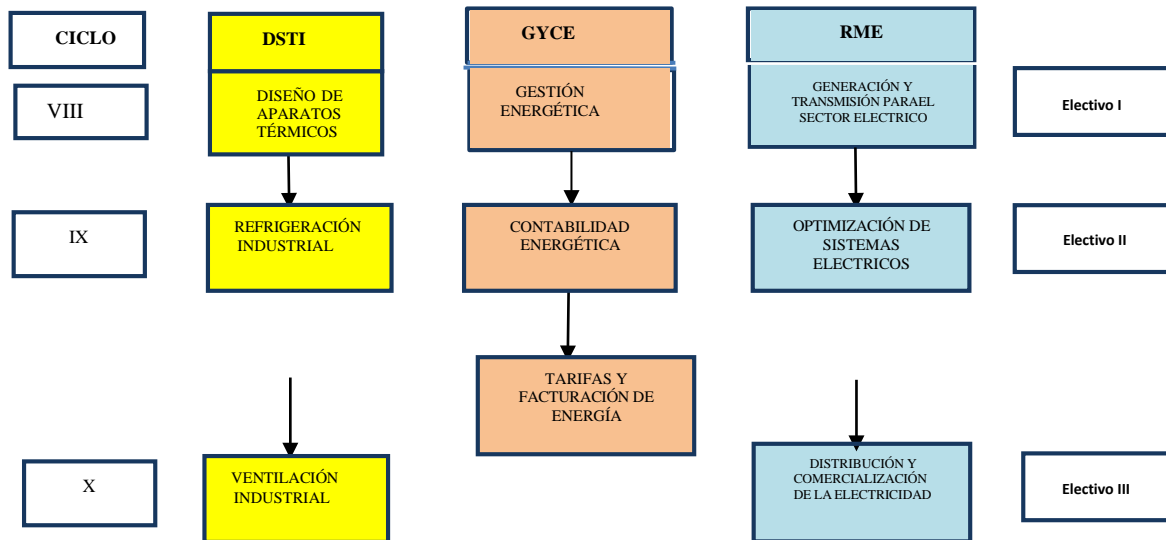 CICLO
DSTI
GYCE
RME
VIII
DISEÑO DE
APARATOS
TÉRMICOS
GESTIÓN
ENERGÉTICA
GENERACIÓN Y
TRANSMISIÓN PARAEL
SECTOR ELECTRICO
Electivo I
IX
REFRIGERACIÓN
INDUSTRIAL
CONTABILIDAD
ENERGÉTICA
OPTIMIZACIÓN DE
SISTEMAS
ELECTRICOS
Electivo II
TARIFAS Y
FACTURACIÓN DE
ENERGÍA
X
VENTILACIÓN
INDUSTRIAL
DISTRIBUCIÓN Y
COMERCIALIZACIÓN
DE LA ELECTRICIDAD
Electivo III